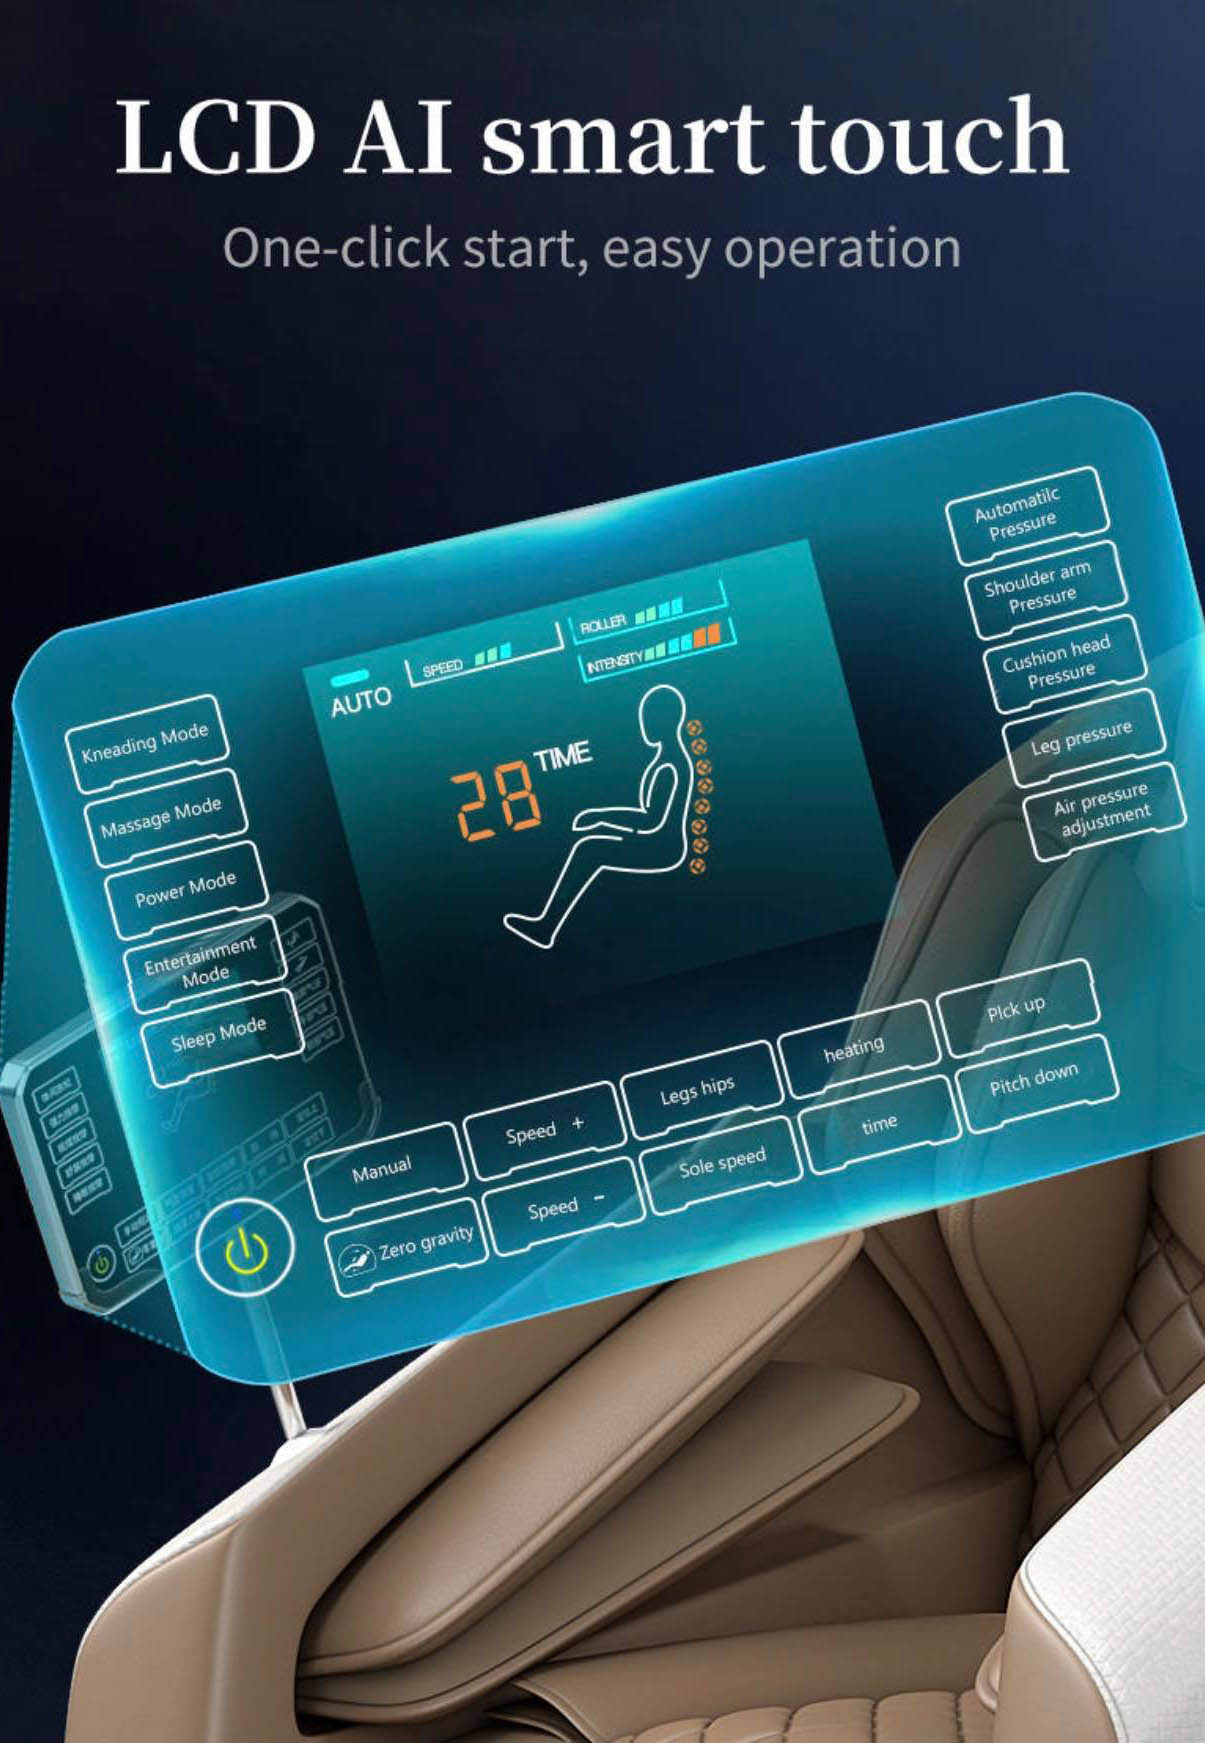 LCD AI smart touch
One-click start, easy operation
Automatilc
Pressure
Shoulder arm
Pressure
Cushion head
Pressure
Leg pressure
Air pressure
adjustment
AUTO
SPEED
ROLLER
INTENSITY
28 TIME
Kneading Mode
Massage Mode
Power Mode
Entertainment
Mode
Sleep Mode
Manual
Speed +
Legs hips
heating
PIck up
Zero gravity
Speed -
Sole speed
time
Pitch down